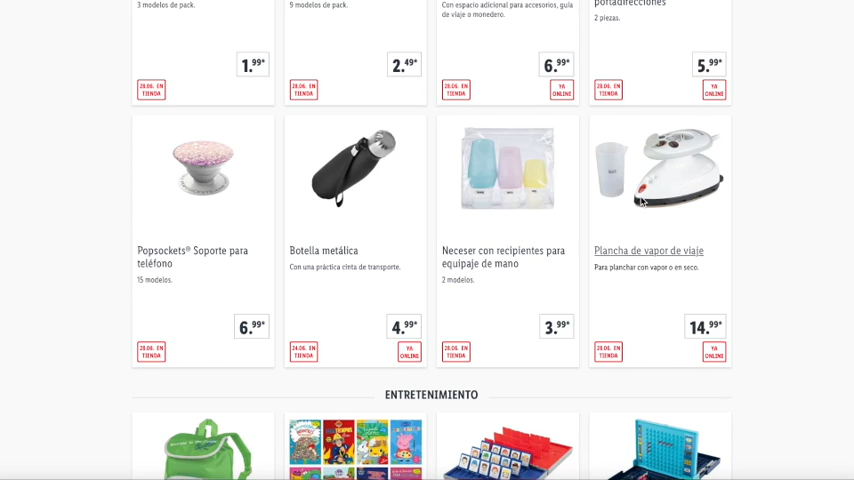 3 modelos de pack.
9 modelos de pack.
Con espacio adicional para accesorios, guía
de viaje o monedero.
portadirecciones
2 piezas.
1.99*
2.49*
6.99*
5.99*
28.06. EN
TIENDA
28.06. EN
TIENDA
28.06. EN
TIENDA
YA
ONLINE
28.06. EN
TIENDA
YA
ONLINE
Popsockets® Soporte para
teléfono
15 modelos.
6.99*
28.06. EN
TIENDA
Botella metálica
Con una práctica cinta de transporte.
4.99*
24.06. EN
TIENDA
YA
ONLINE
Neceser con recipientes para
equipaje de mano
2 modelos.
3.99*
28.06. EN
TIENDA
Plancha de vapor de viaje
Para planchar con vapor o en seco.
14.99*
28.06. EN
TIENDA
YA
ONLINE
ENTRETENIMIENTO